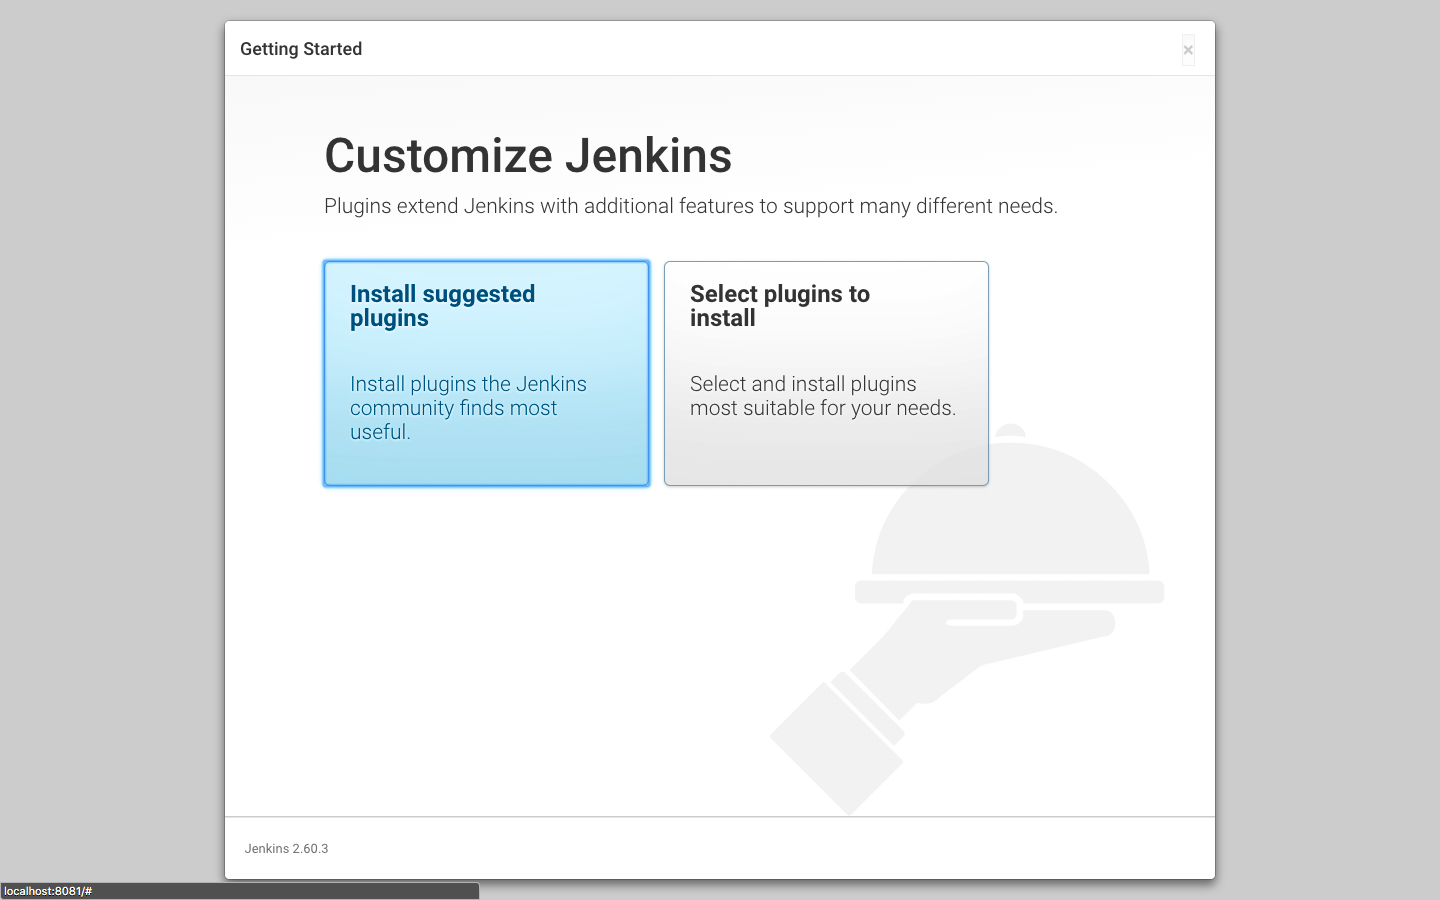 Getting Started
×
Customize Jenkins
Plugins extend Jenkins with additional features to support many different needs.
Install suggested
plugins
Install plugins the Jenkins
community finds most
useful.
Select plugins to
install
Select and install plugins
most suitable for your needs.
Jenkins 2.60.3
localhost:8081/#